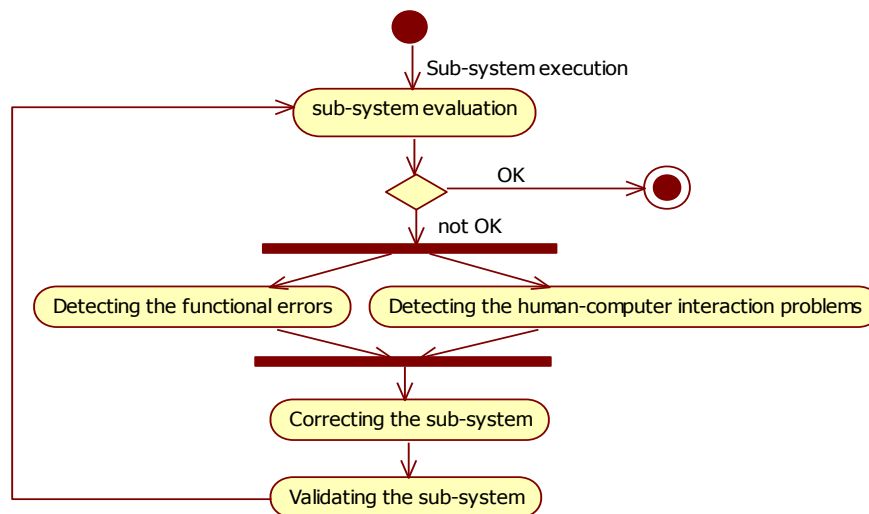 Sub-system execution
sub-system evaluation
OK
not OK
Detecting the functional errors
Detecting the human-computer interaction problems
Correcting the sub-system
Validating the sub-system